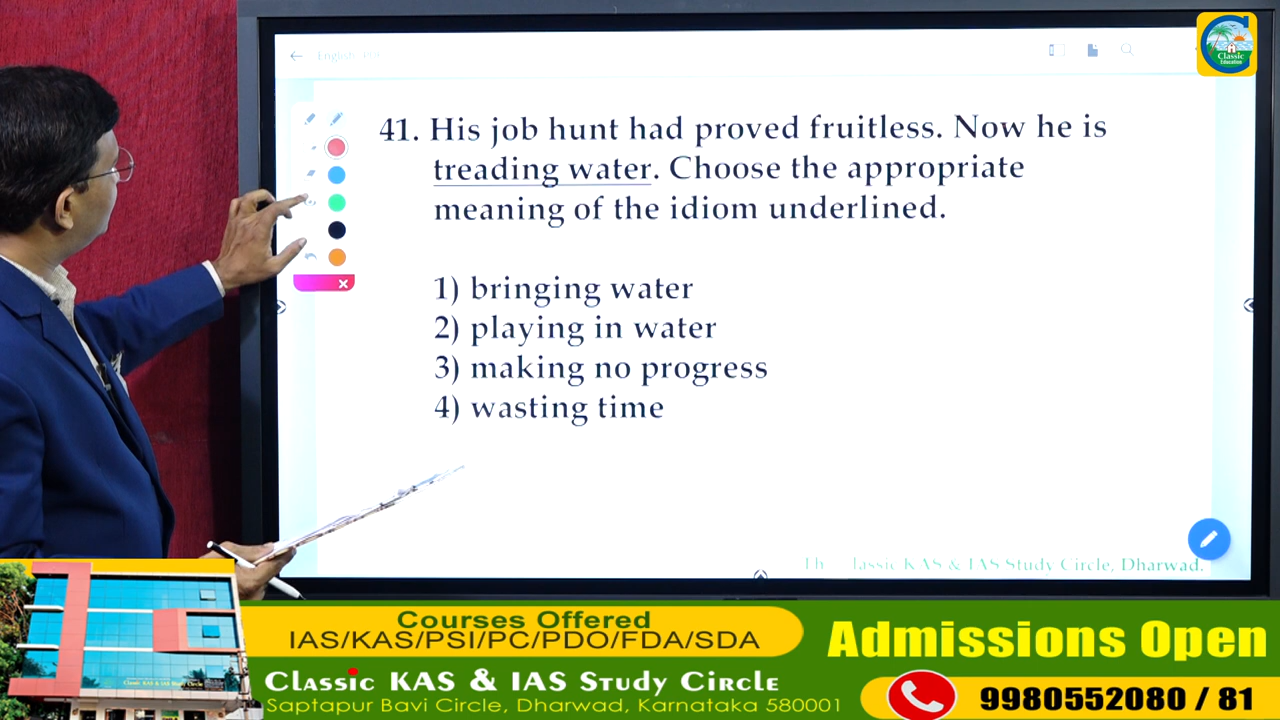 Classic
Education
41. His job hunt had proved fruitless. Now he is
treading water. Choose the appropriate
meaning of the idiom underlined.
1) bringing water
2) playing in water
3) making no progress
4) wasting time
Classic KAS & IAS Study Circle, Dharwad.
Courses Offered
IAS/KAS/PSI/PC/PDO/FDA/SDA
Classic KAS & IAS Study Circle
Saptapur Bavi Circle, Dharwad, Karnataka 580001
Admissions Open
9980552080 / 81